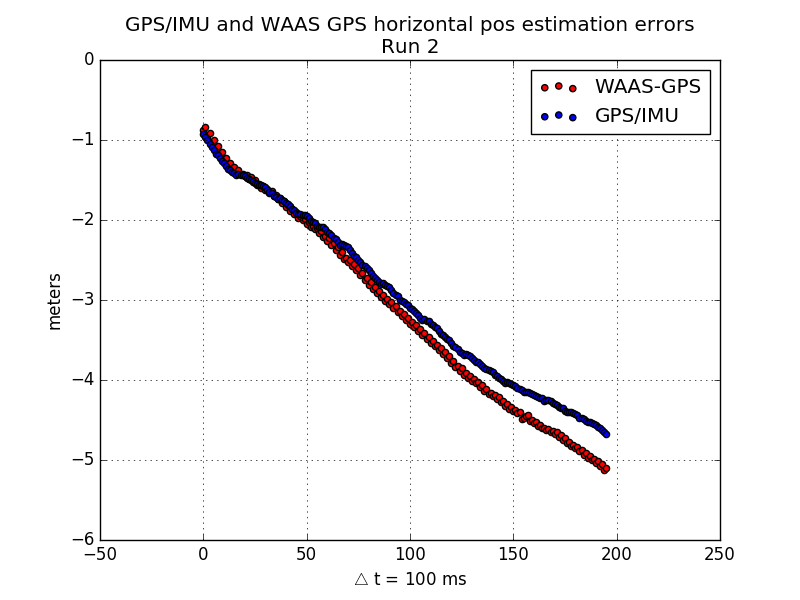 GPS/IMU and WAAS GPS horizontal pos estimation errors
Run 2
WAAS-GPS
GPS/IMU
0
−1
−2
−3
−4
−5
−6
meters
−50 0 50 100 150 200 250
△ t = 100 ms